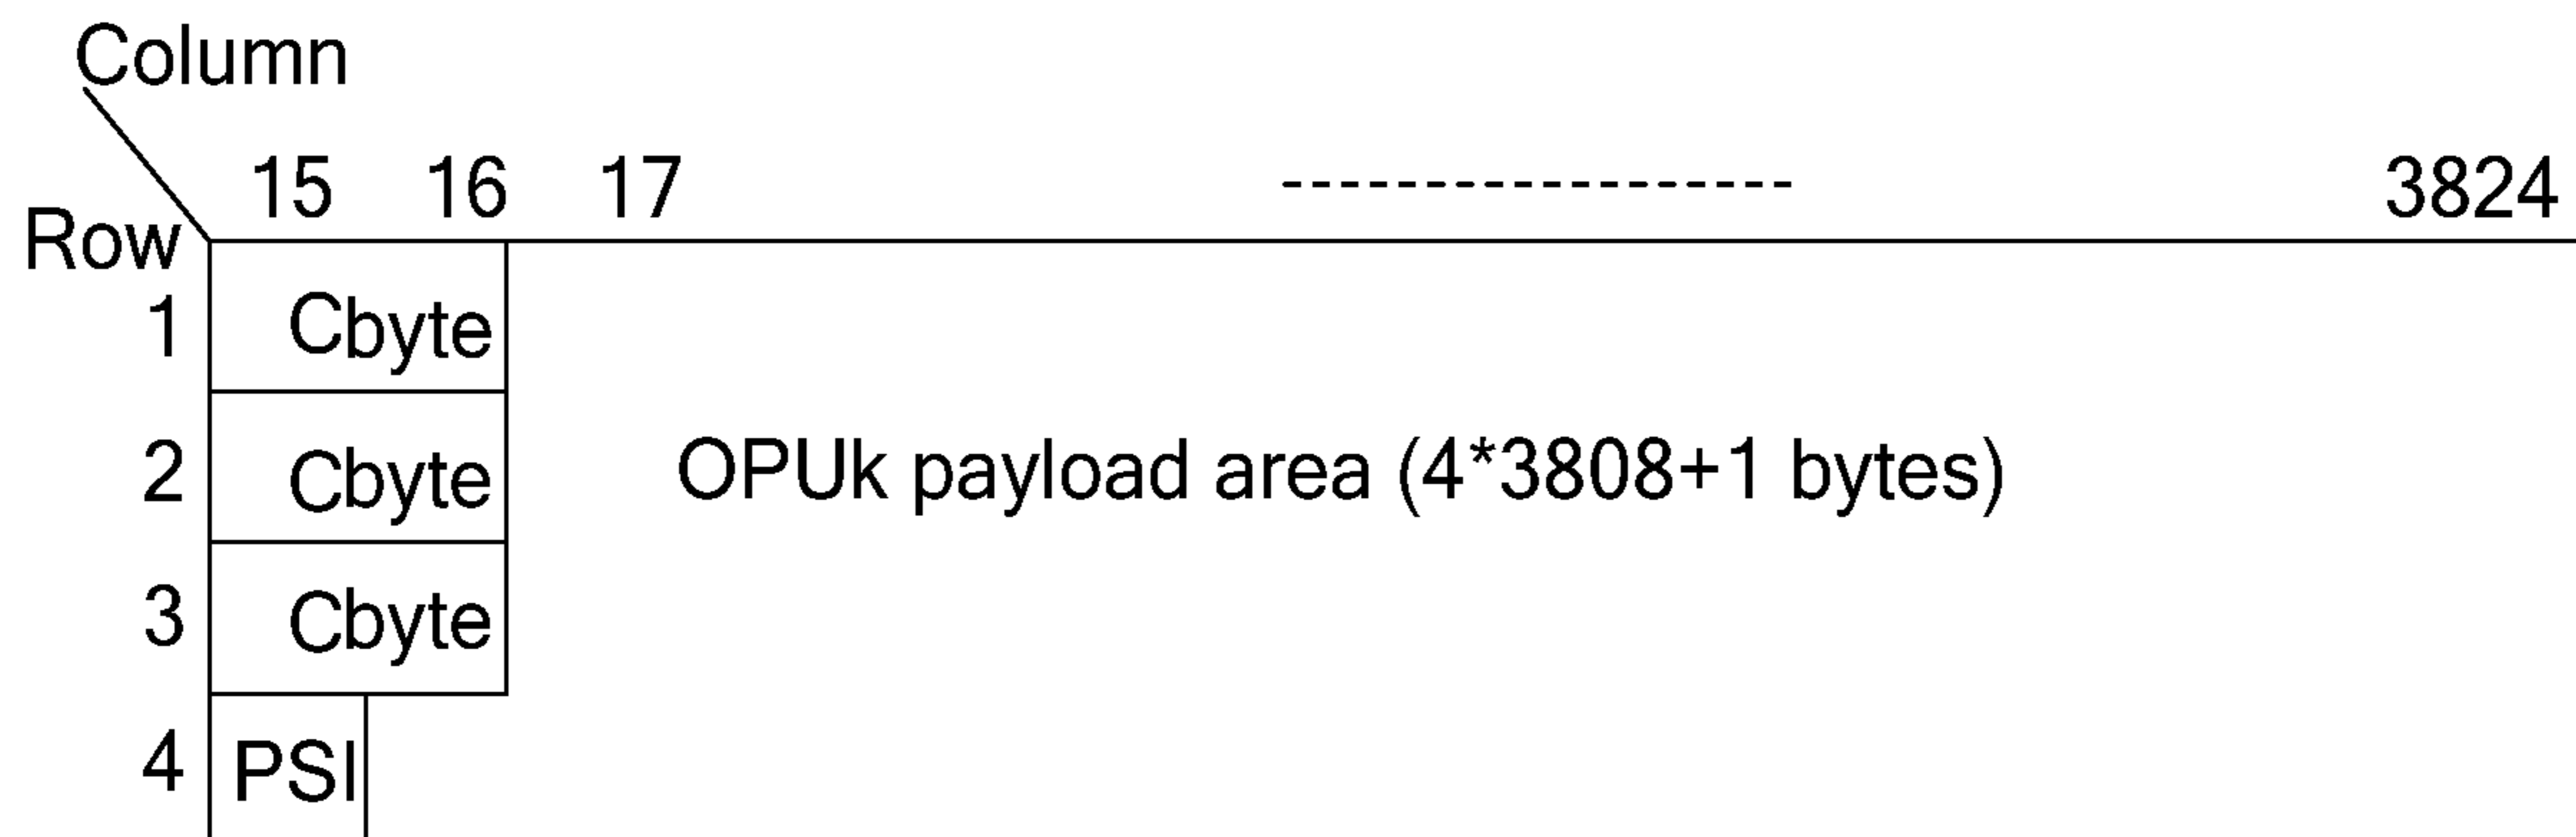 Column
15 16 17 ------------------ 3824
Row
1 Cbyte
2 Cbyte OPUk payload area (4*3808+1 bytes)
3 Cbyte
4 PSI